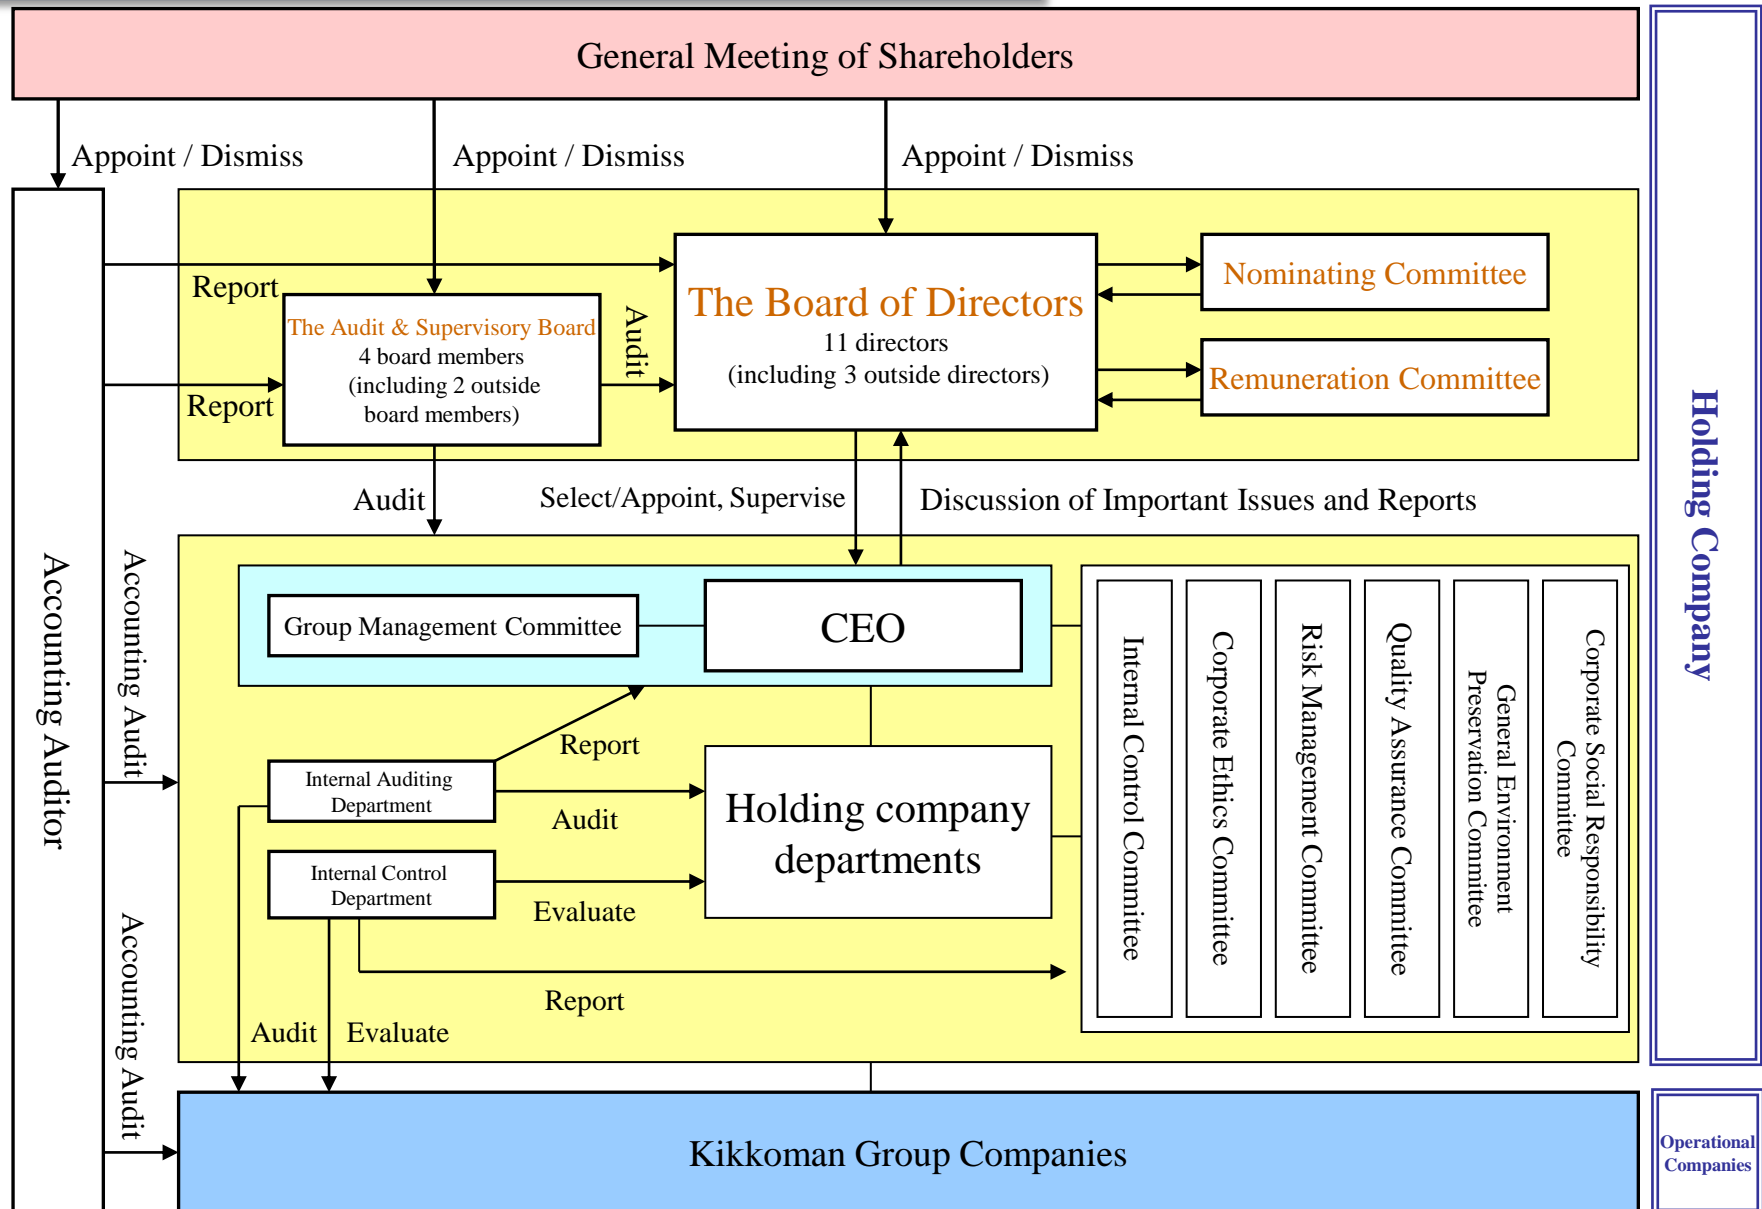 General Meeting of Shareholders
Appoint / Dismiss
Appoint / Dismiss
Appoint / Dismiss
Report
Report
The Audit & Supervisory Board
4 board members
(including 2 outside
board members)
Audit
The Board of Directors
11 directors
(including 3 outside directors)
Nominating Committee
Remuneration Committee
Audit
Select/Appoint, Supervise
Discussion of Important Issues and Reports
Accounting Auditor
Accounting Audit
Accounting Audit
Group Management Committee
CEO
Report
Internal Auditing
Department
Audit
Internal Control
Department
Evaluate
Holding company
departments
Report
Audit
Evaluate
Internal Control Committee
Corporate Ethics Committee
Risk Management Committee
Quality Assurance Committee
General Environment
Preservation Committee
Corporate Social Responsibility
Committee
Kikkoman Group Companies
Holding Company
Operational
Companies